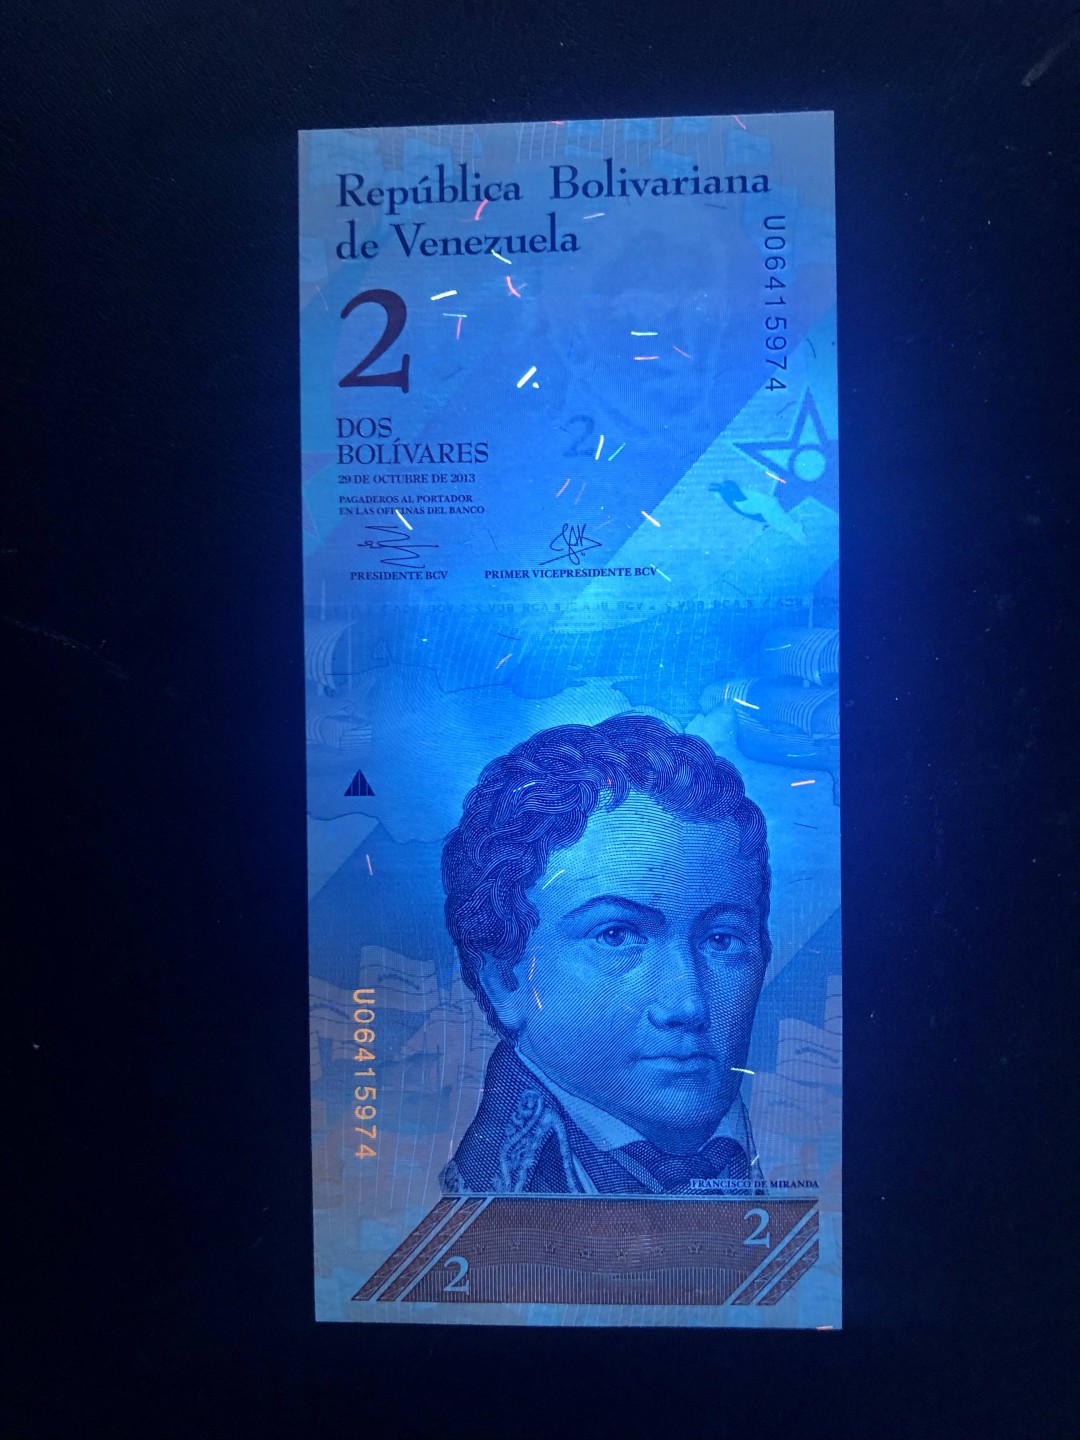 República Bolivariana
de Venezuela
U06415974
2
2
DOS
BOLÍVARES
29 DE OCTUBRE DE 2013
PAGADEROS AL PORTADOR
EN LAS OFICINAS DEL BANCO
PRESIDENTE BCV
PRIMER VICEPRESIDENTE BCV
U06415974
FRANCISCO DE MIRANDA
2
2